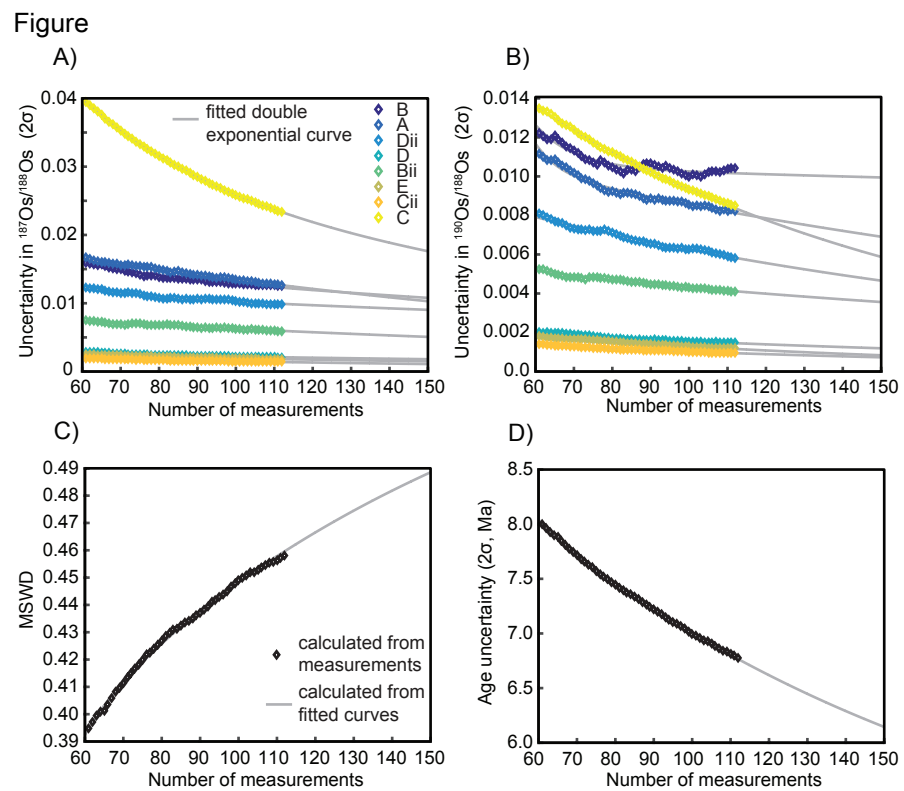 Figure
A)
Uncertainty in ¹⁸⁷Os/¹⁸⁸Os (2σ)
0.04
0.03
0.02
0.01
0
fitted double
exponential curve
B
A
Dii
D
Bii
E
Cii
C
60 70 80 90 100 110 120 130 140 150
Number of measurements
B)
Uncertainty in ¹⁹⁰Os/¹⁸⁸Os (2σ)
0.014
0.012
0.010
0.008
0.006
0.004
0.002
0.0
60 70 80 90 100 110 120 130 140 150
Number of measurements
C)
MSWD
0.49
0.48
0.47
0.46
0.45
0.44
0.43
0.42
0.41
0.40
0.39
calculated from
measurements
calculated from
fitted curves
60 70 80 90 100 110 120 130 140 150
Number of measurements
D)
Age uncertainty (2σ, Ma)
8.5
8.0
7.5
7.0
6.5
6.0
60 70 80 90 100 110 120 130 140 150
Number of measurements